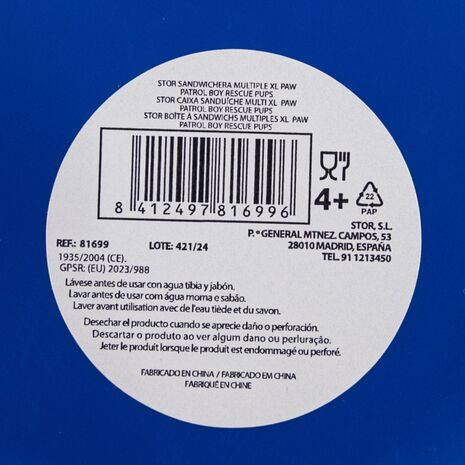 STOR SANDWICHERA MULTIPLE XL PAW
PATROL BOY RESCUE PUPS
STOR CAIXA SANDUÍCHE MULTI XL PAW
PATROL BOY RESCUE PUPS
STOR BOÎTE À SANDWICHS MULTIPLES XL PAW
PATROL BOY RESCUE PUPS
8 412497 816996
4+
22
PAP
STOR, S.L.
P.º GENERAL MTNEZ. CAMPOS, 53
28010 MADRID, ESPAÑA
TEL. 91 1213450
REF.: 81699 LOTE: 421/24
1935/2004 (CE).
GPSR: (EU) 2023/988
Lávese antes de usar con agua tibia y jabón.
Lavar antes de usar com água morna e sabão.
Laver avant utilisation avec de l'eau tiède et du savon.
Desechar el producto cuando se aprecie daño o perforación.
Descartar o produto ao ver algum dano ou perluração.
Jeter le produit lorsque le produit est endommagé ou perforé.
FABRICADO EN CHINA / FABRICADO EM CHINA
FABRIQUÉ EN CHINE